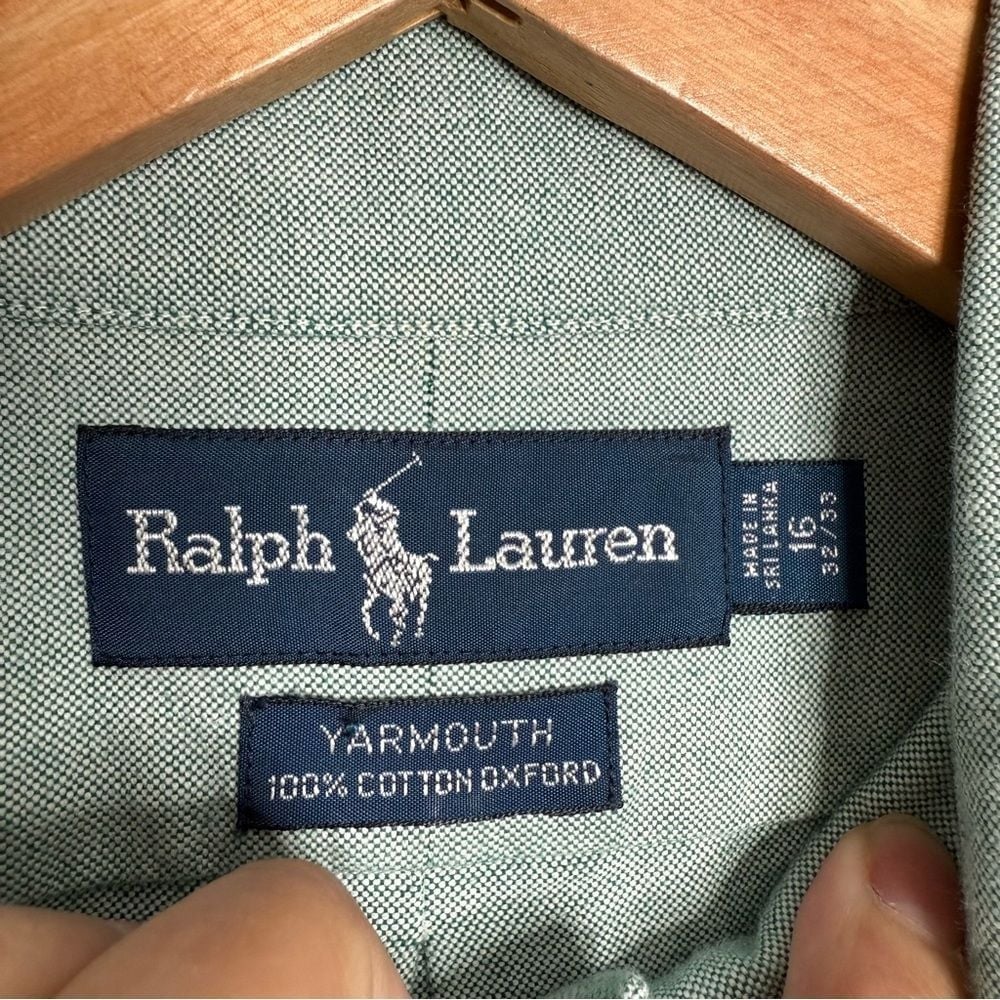 Ralph Lauren
MADE IN
SRI LANKA
16
32/33
YARMOUTH
100% COTTON OXFORD